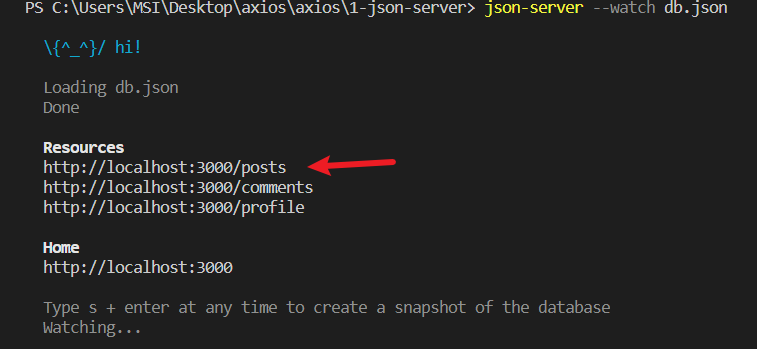 PS C:\Users\MSI\Desktop\axios\axios\1-json-server> json-server --watch db.json
\{^_^}/ hi!
Loading db.json
Done
Resources
http://localhost:3000/posts
http://localhost:3000/comments
http://localhost:3000/profile
Home
http://localhost:3000
Type s + enter at any time to create a snapshot of the database
Watching...